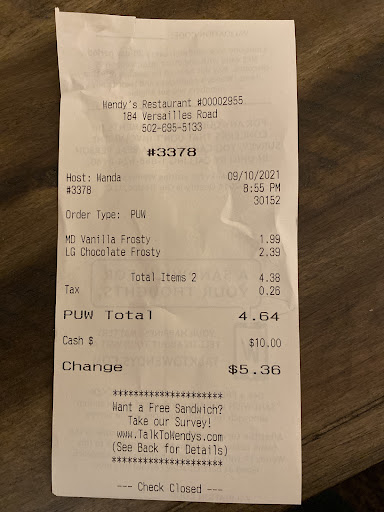 Wendy's Restaurant #00002955
184 Versailles Road
502-695-5133
#3378
Host: Wanda 09/10/2021
#3378 8:55 PM
30152
Order Type: PUW
MD Vanilla Frosty 1.99
LG Chocolate Frosty 2.39
Total Items 2 4.38
Tax 0.26
PUW Total 4.64
Cash $ $10.00
Change $5.36
*********************
Want a Free Sandwich?
Take our Survey!
www.TalkToWendys.com
(See Back for Details)
*********************
--- Check Closed ---